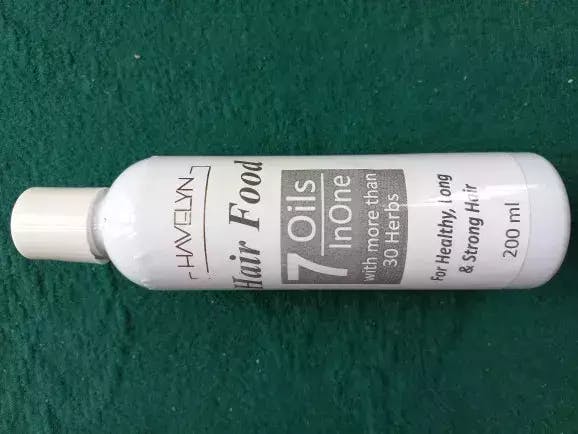 HAVELYN
Hair Food
7 Oils
InOne
with more than
30 Herbs
For Healthy, Long
& Strong Hair
200 ml